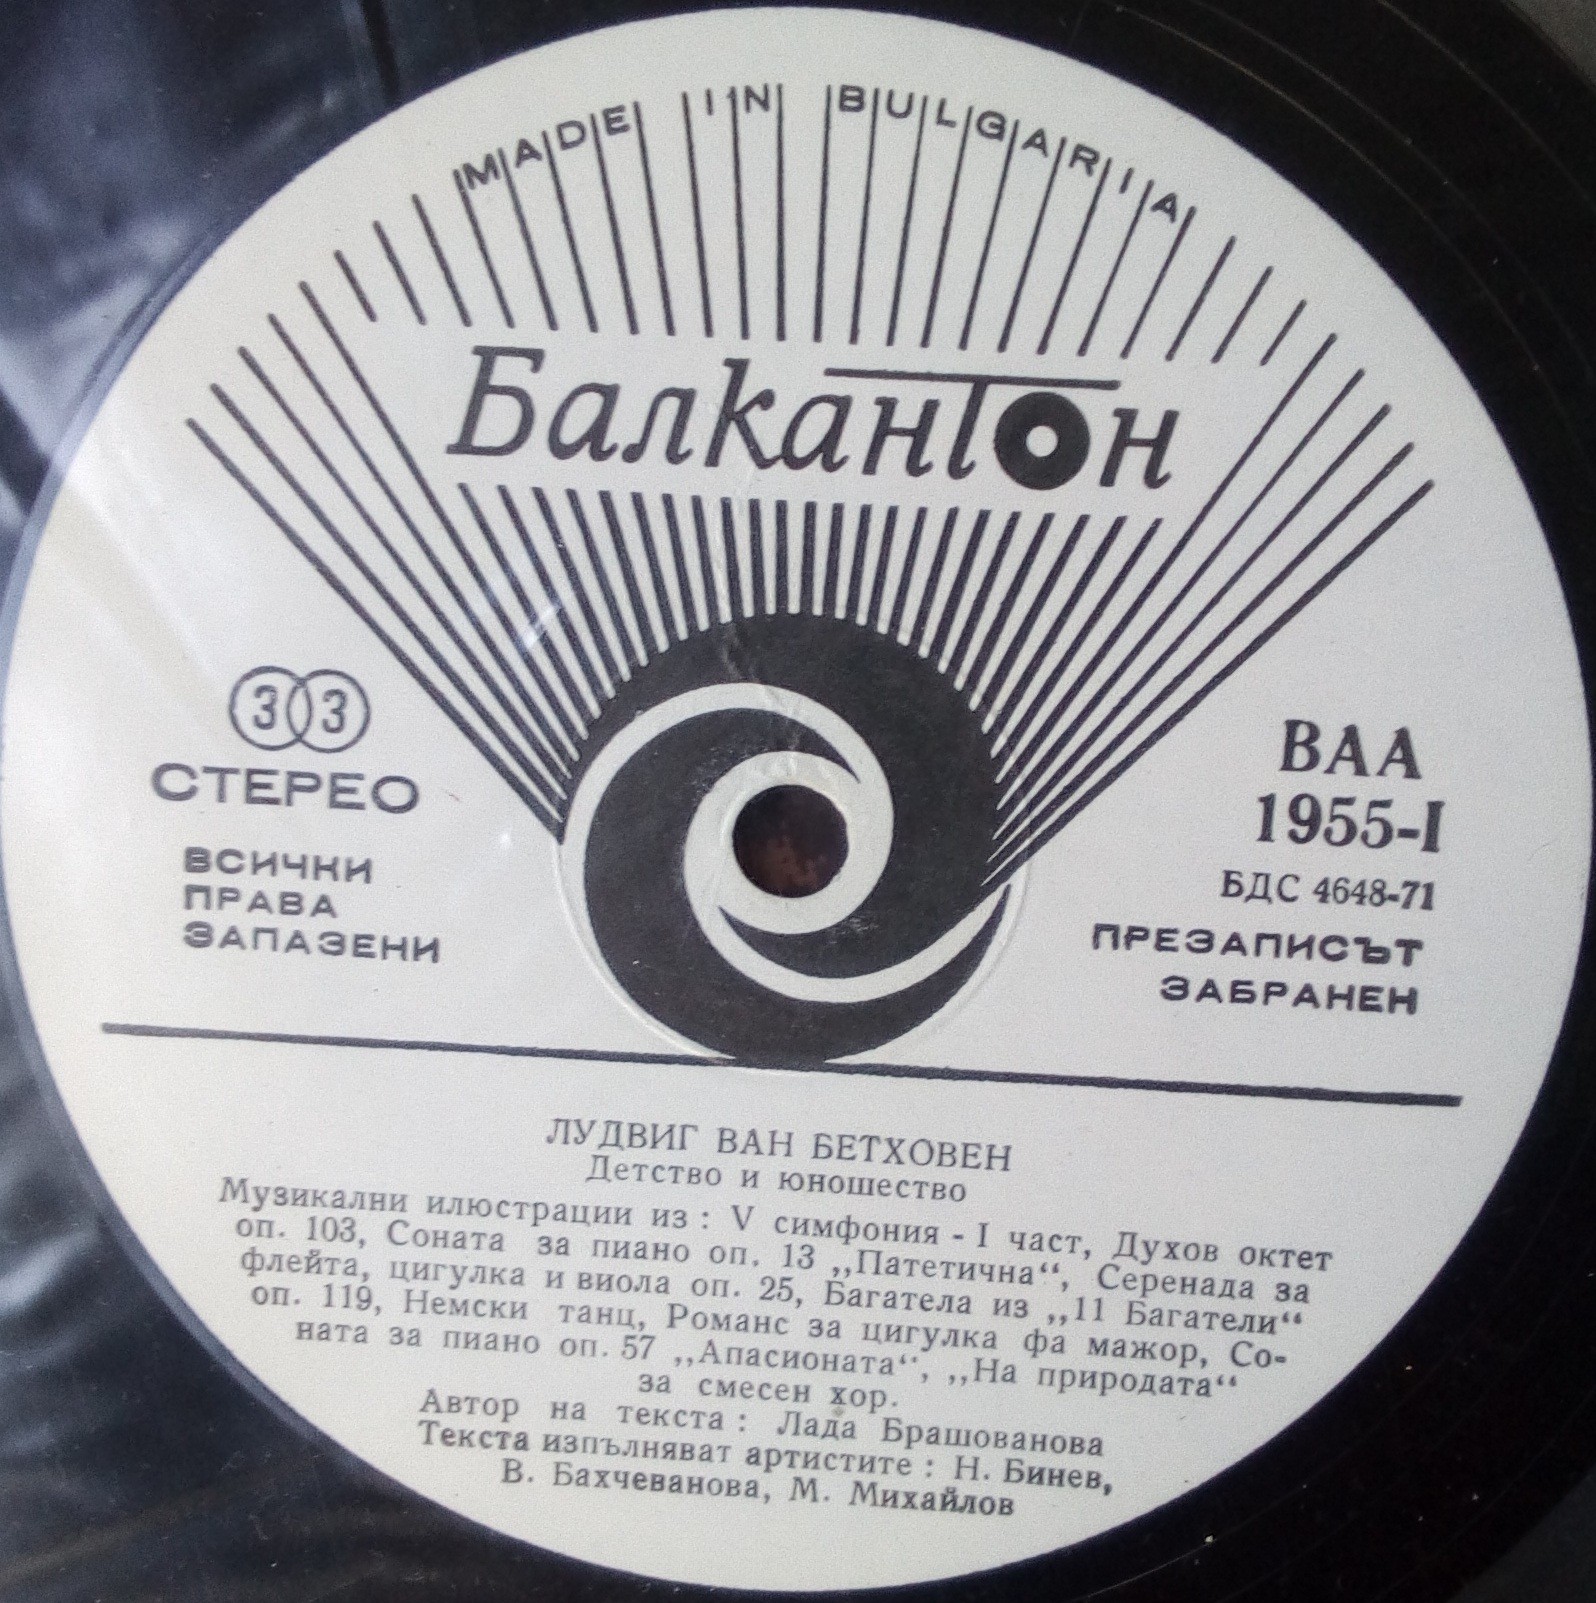 MADE IN BULGARIA
Балкантон
33
СТЕРЕО
ВСИЧКИ
ПРАВА
ЗАПАЗЕНИ
ВАА
1955-I
БДС 4648-71
ПРЕЗАПИСЪТ
ЗАБРАНЕН
ЛУДВИГ ВАН БЕТХОВЕН
Детство и юношество
Музикални илюстрации из: V симфония - I част, Духов октет
оп. 103, Соната за пиано оп. 13 „Патетична“, Серенада за
флейта, цигулка и виола оп. 25, Багатела из „11 Багатели“
оп. 119, Немски танц, Романс за цигулка фа мажор, Со-
ната за пиано оп. 57 „Апасионата“, „На природата“
за смесен хор.
Автор на текста: Лада Брашованова
Текста изпълняват артистите: Н. Бинев,
В. Бахчеванова, М. Михайлов